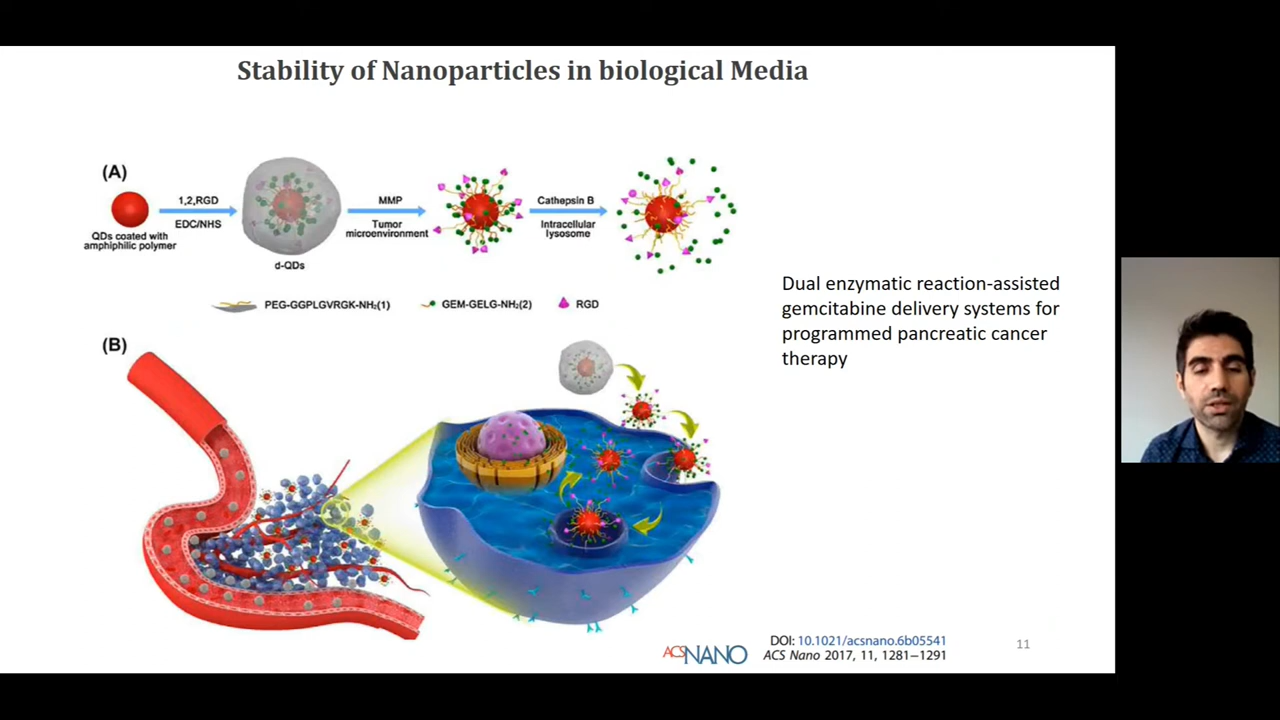 Stability of Nanoparticles in biological Media
(A)
QDs coated with
amphiphilic polymer
1,2,RGD
EDC/NHS
d-QDs
MMP
Tumor
microenvironment
Cathepsin B
Intracellular
lysosome
PEG-GGPLGVRGK-NH₂(1)
GEM-GELG-NH₂(2)
RGD
Dual enzymatic reaction-assisted
gemcitabine delivery systems for
programmed pancreatic cancer
therapy
(B)
ACSNANO
DOI: 10.1021/acsnano.6b05541
ACS Nano 2017, 11, 1281−1291
11